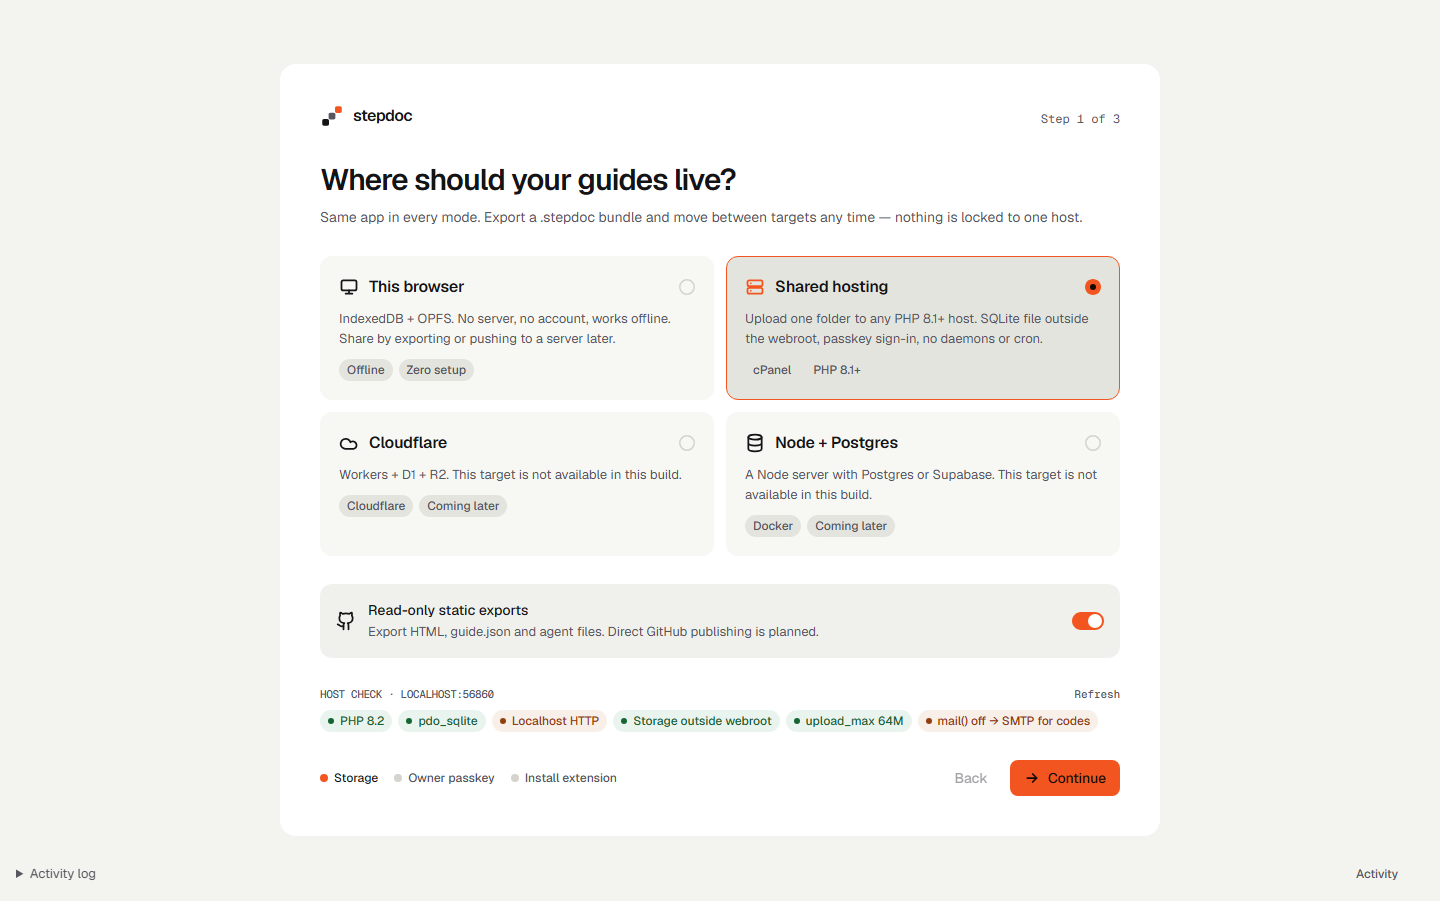 stepdoc
Step 1 of 3
Where should your guides live?
Same app in every mode. Export a .stepdoc bundle and move between targets any time — nothing is locked to one host.
This browser
IndexedDB + OPFS. No server, no account, works offline.
Share by exporting or pushing to a server later.
Offline
Zero setup
Shared hosting
Upload one folder to any PHP 8.1+ host. SQLite file outside
the webroot, passkey sign-in, no daemons or cron.
cPanel
PHP 8.1+
Cloudflare
Workers + D1 + R2. This target is not available in this build.
Cloudflare
Coming later
Node + Postgres
A Node server with Postgres or Supabase. This target is not
available in this build.
Docker
Coming later
Read-only static exports
Export HTML, guide.json and agent files. Direct GitHub publishing is planned.
HOST CHECK · LOCALHOST:56860
Refresh
PHP 8.2
pdo_sqlite
Localhost HTTP
Storage outside webroot
upload_max 64M
mail() off → SMTP for codes
Storage
Owner passkey
Install extension
Back
→ Continue
Activity log
Activity